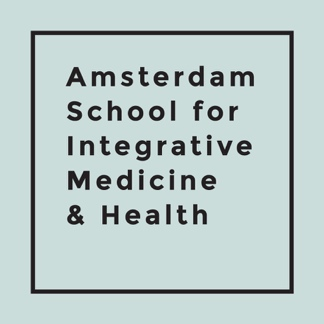 Amsterdam
School for
Integrative
Medicine
& Health